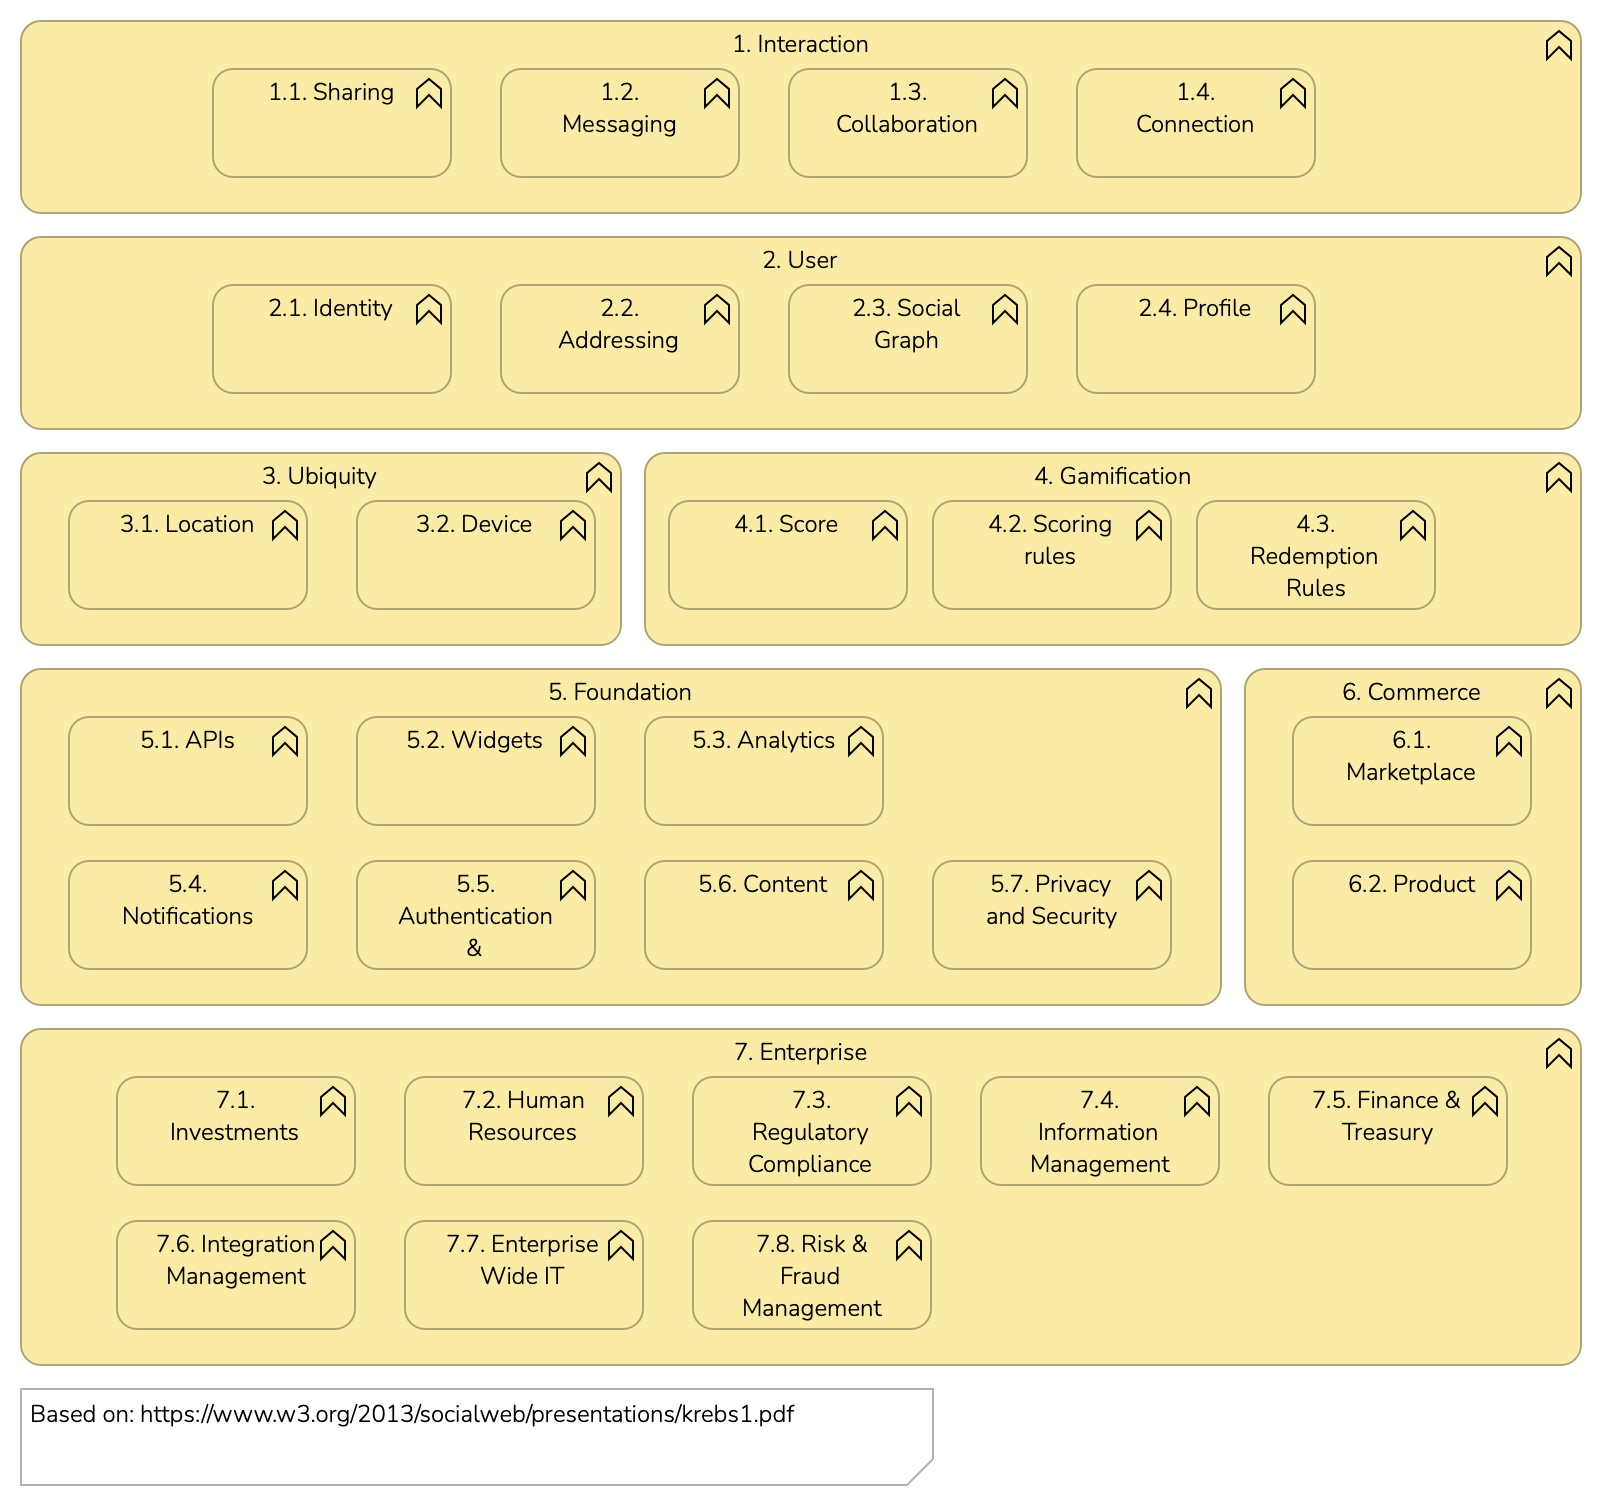 1. Interaction
1.1. Sharing
1.2.
Messaging
1.3.
Collaboration
1.4.
Connection
2. User
2.1. Identity
2.2.
Addressing
2.3. Social
Graph
2.4. Profile
3. Ubiquity
3.1. Location
3.2. Device
4. Gamification
4.1. Score
4.2. Scoring
rules
4.3.
Redemption
Rules
5. Foundation
5.1. APIs
5.2. Widgets
5.3. Analytics
5.4.
Notifications
5.5.
Authentication
&
5.6. Content
5.7. Privacy
and Security
6. Commerce
6.1.
Marketplace
6.2. Product
7. Enterprise
7.1.
Investments
7.2. Human
Resources
7.3.
Regulatory
Compliance
7.4.
Information
Management
7.5. Finance &
Treasury
7.6. Integration
Management
7.7. Enterprise
Wide IT
7.8. Risk &
Fraud
Management
Based on: https://www.w3.org/2013/socialweb/presentations/krebs1.pdf